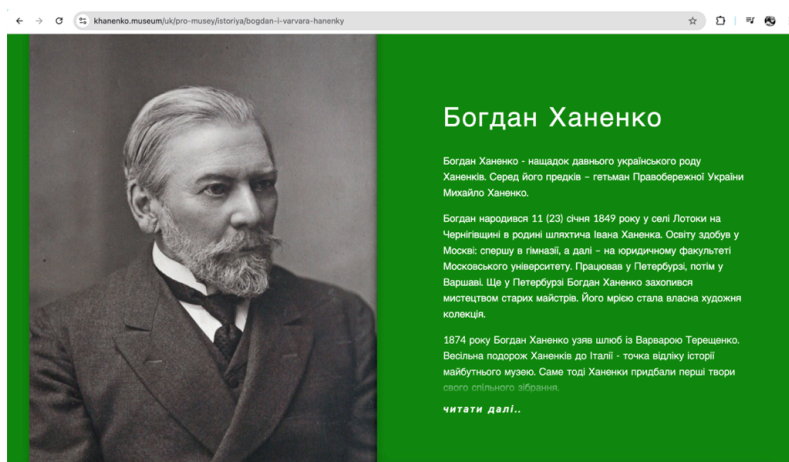 khanenko.museum/uk/pro-musey/istoriya/bogdan-i-varvara-hanenky
Богдан Ханенко
Богдан Ханенко - нащадок давнього українського роду
Ханенків. Серед його предків – гетьман Правобережної України
Михайло Ханенко.
Богдан народився 11 (23) січня 1849 року у селі Лотоки на
Чернігівщині в родині шляхтича Івана Ханенка. Освіту здобув у
Москві: спершу в гімназії, а далі – на юридичному факультеті
Московського університету. Працював у Петербурзі, потім у
Варшаві. Ще у Петербурзі Богдан Ханенко захопився
мистецтвом старих майстрів. Його мрією стала власна художня
колекція.
1874 року Богдан Ханенко узяв шлюб із Варварою Терещенко.
Весільна подорож Ханенків до Італії - точка відліку історії
майбутнього музею. Саме тоді Ханенки придбали перші твори
свого спільного зібрання.
читати далі..